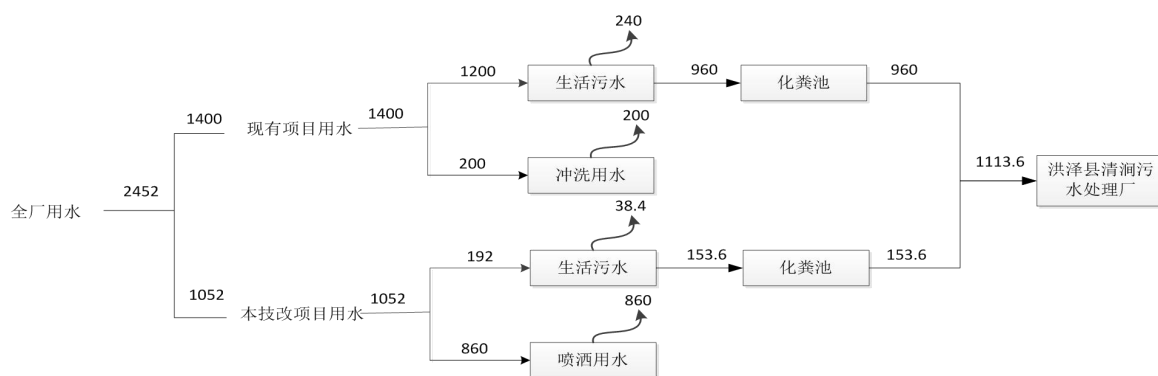 240
1200
生活污水
960
化粪池
960
1400
现有项目用水
1400
200
200
冲洗用水
2452
全厂用水
1113.6
洪泽县清涧污
水处理厂
38.4
192
生活污水
153.6
化粪池
153.6
1052
本技改项目用水
1052
860
860
喷洒用水